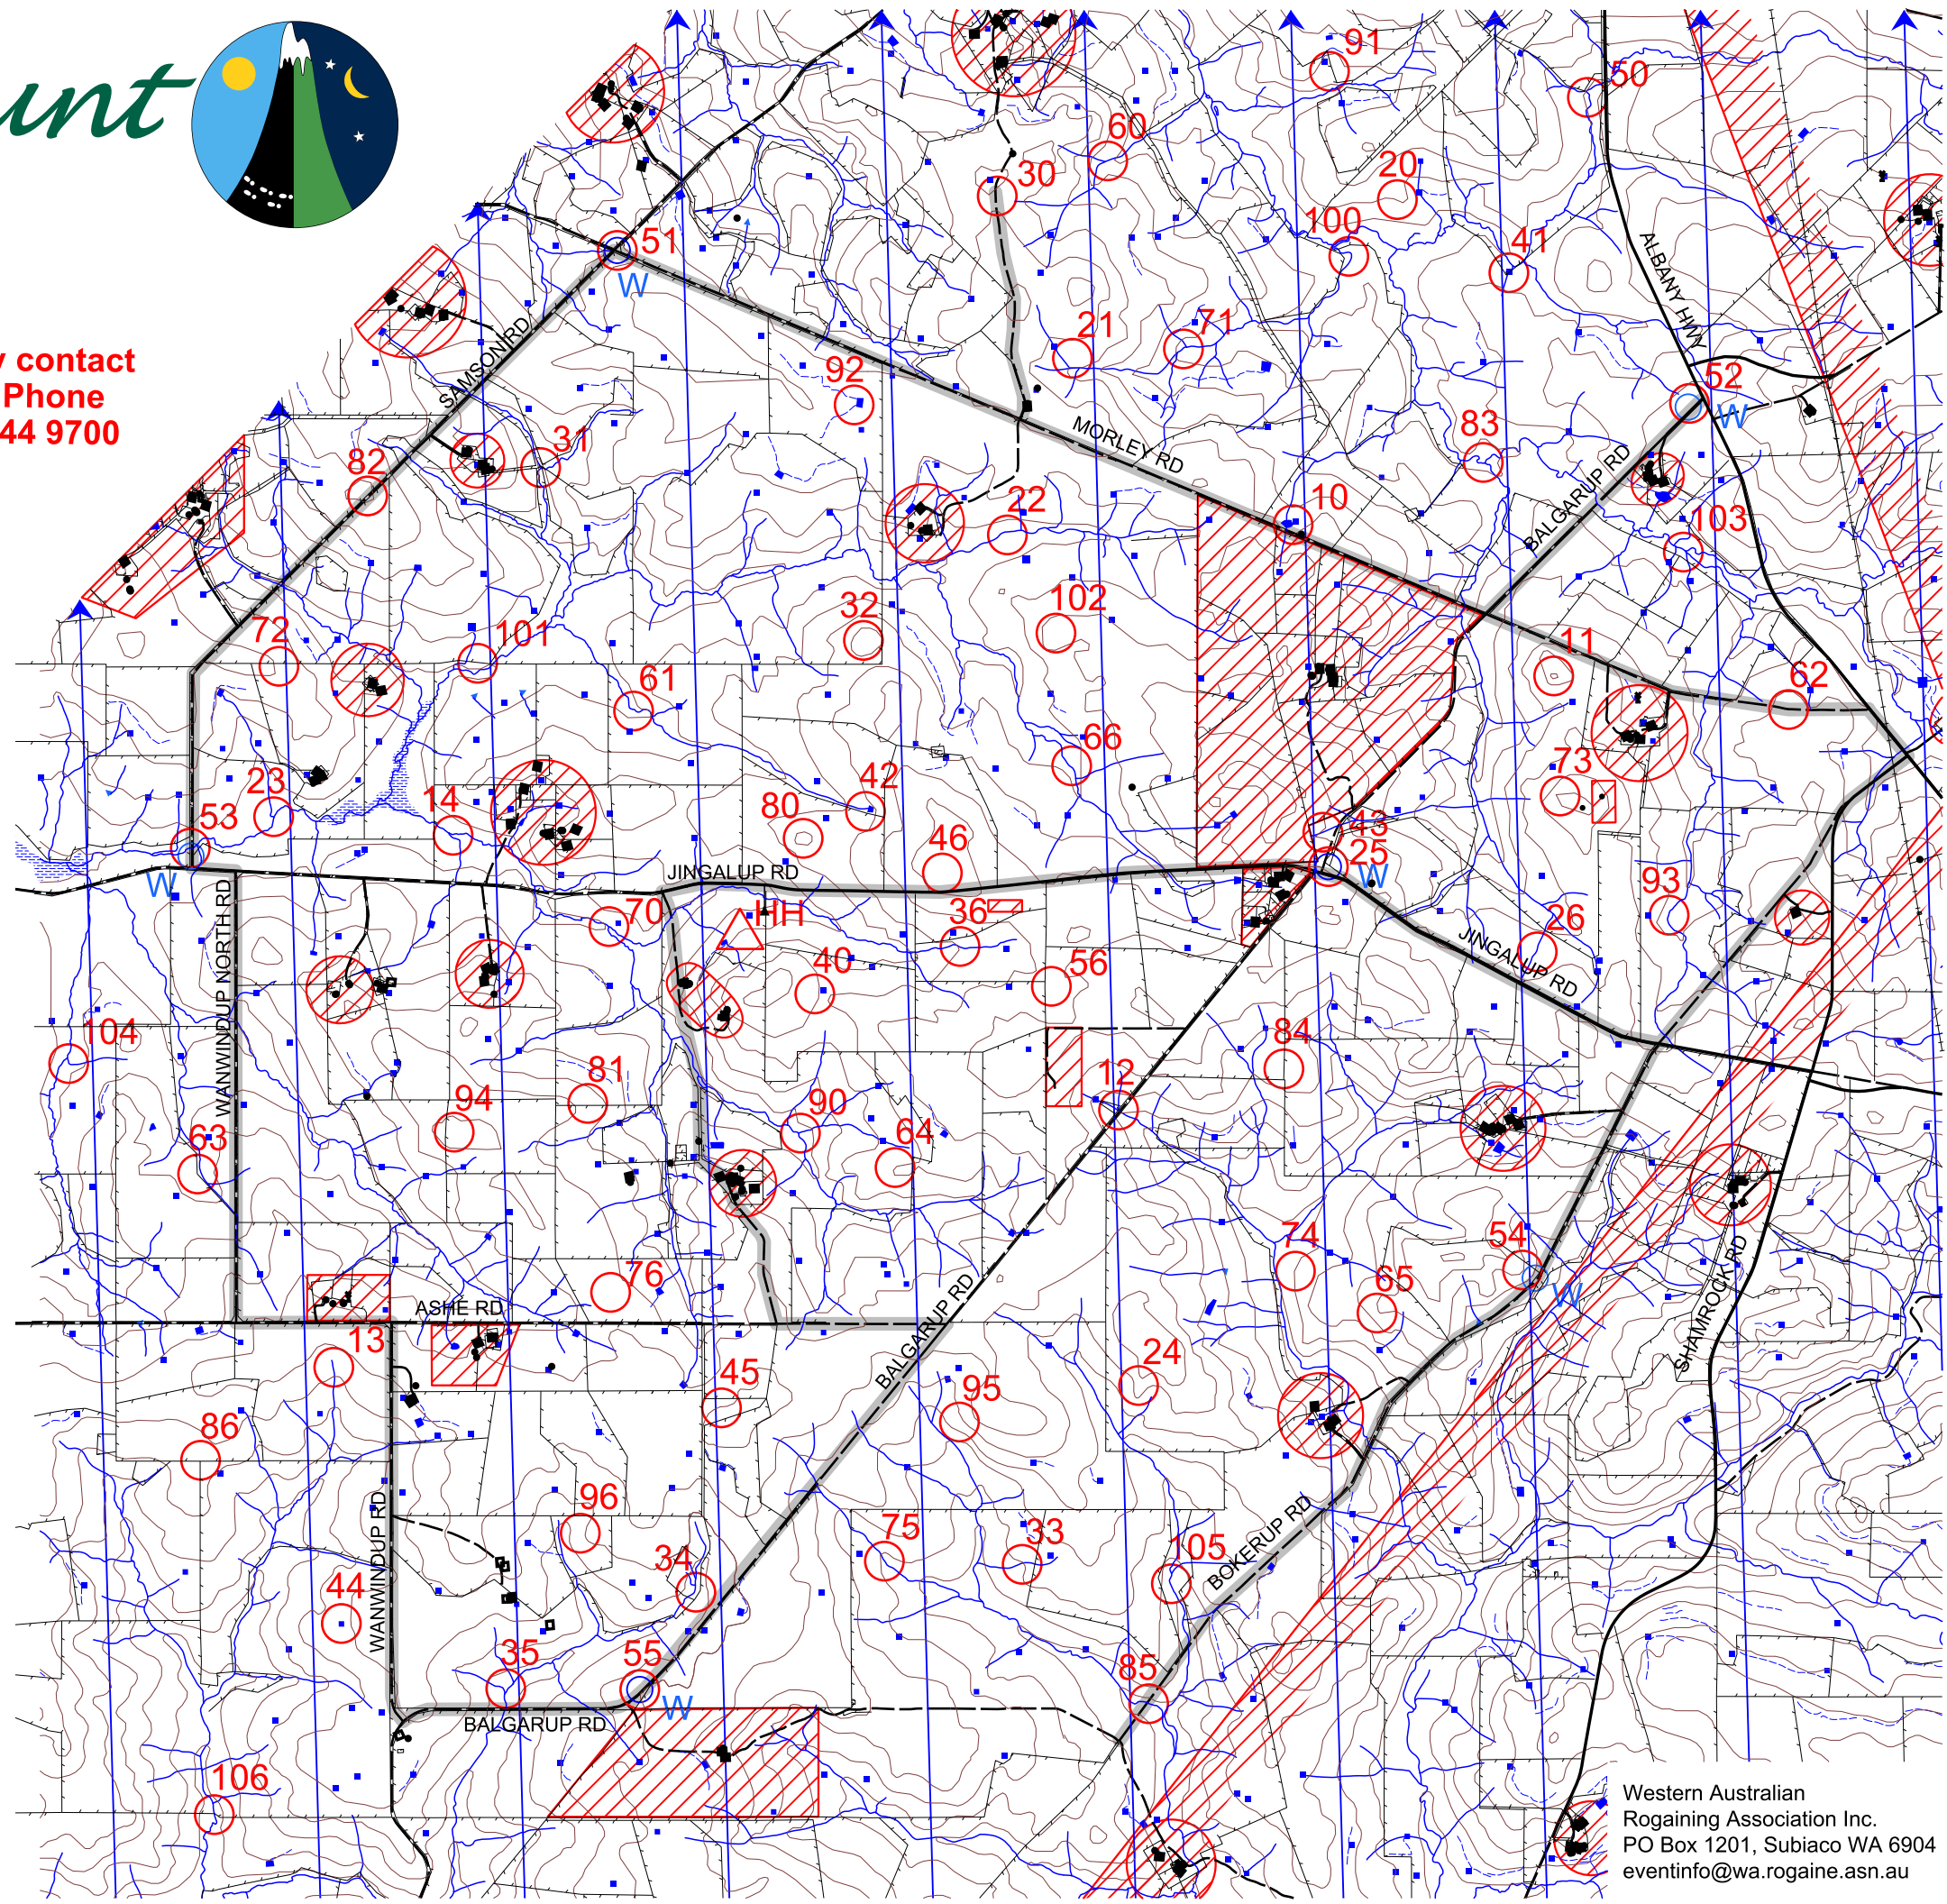 unt
y contact
Phone
44 9700
91
50
60
30
20
100
51
W
41
ALBANY HWY
SAMSON RD
21
71
92
52
W
MORLEY RD
83
31
82
BALGARUP RD
10
22
103
102
32
72
101
11
61
62
66
73
42
23
14
80
53
43
46
25
W
JINGALUP RD
W
93
WANWINDUP NORTH RD
70
HH
36
26
JINGALUP RD
40
56
104
84
81
12
94
90
64
63
74
54
65
W
SHAMROCK RD
76
ASHE RD
BALGARUP RD
13
24
45
95
86
96
75
33
WANWINDUP RD
34
105
BOKERUP RD
44
35
55
W
85
BALGARUP RD
106
Western Australian
Rogaining Association Inc.
PO Box 1201, Subiaco WA 6904
eventinfo@wa.rogaine.asn.au